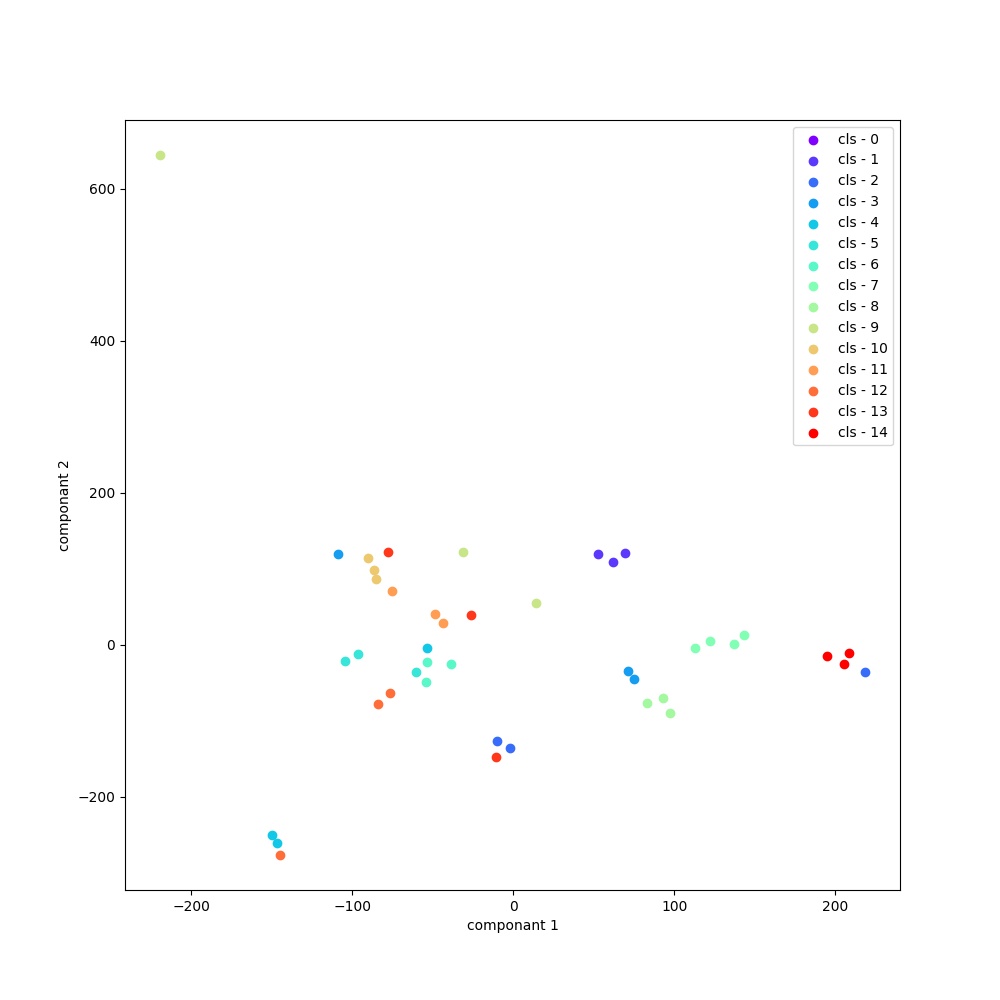 cls - 0
cls - 1
cls - 2
cls - 3
cls - 4
cls - 5
cls - 6
cls - 7
cls - 8
cls - 9
cls - 10
cls - 11
cls - 12
cls - 13
cls - 14
600
400
200
0
−200
componant 2
−200
−100
0
100
200
componant 1